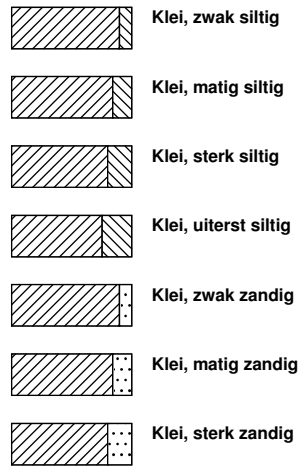 Klei, zwak siltig
Klei, matig siltig
Klei, sterk siltig
Klei, uiterst siltig
Klei, zwak zandig
Klei, matig zandig
Klei, sterk zandig